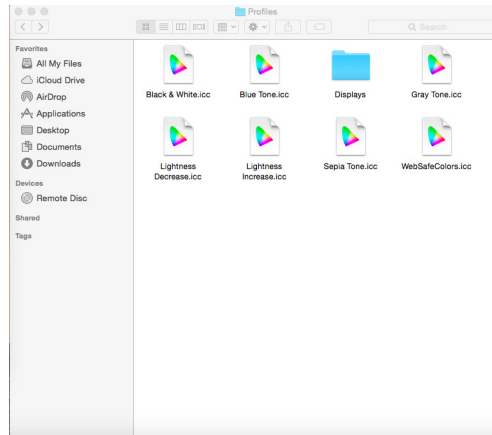 Profiles
Search
Favorites
All My Files
iCloud Drive
AirDrop
Applications
Desktop
Documents
Downloads
Devices
Remote Disc
Shared
Tags
Black & White.icc
Blue Tone.icc
Displays
Gray Tone.icc
Lightness
Decrease.icc
Lightness
Increase.icc
Sepia Tone.icc
WebSafeColors.icc